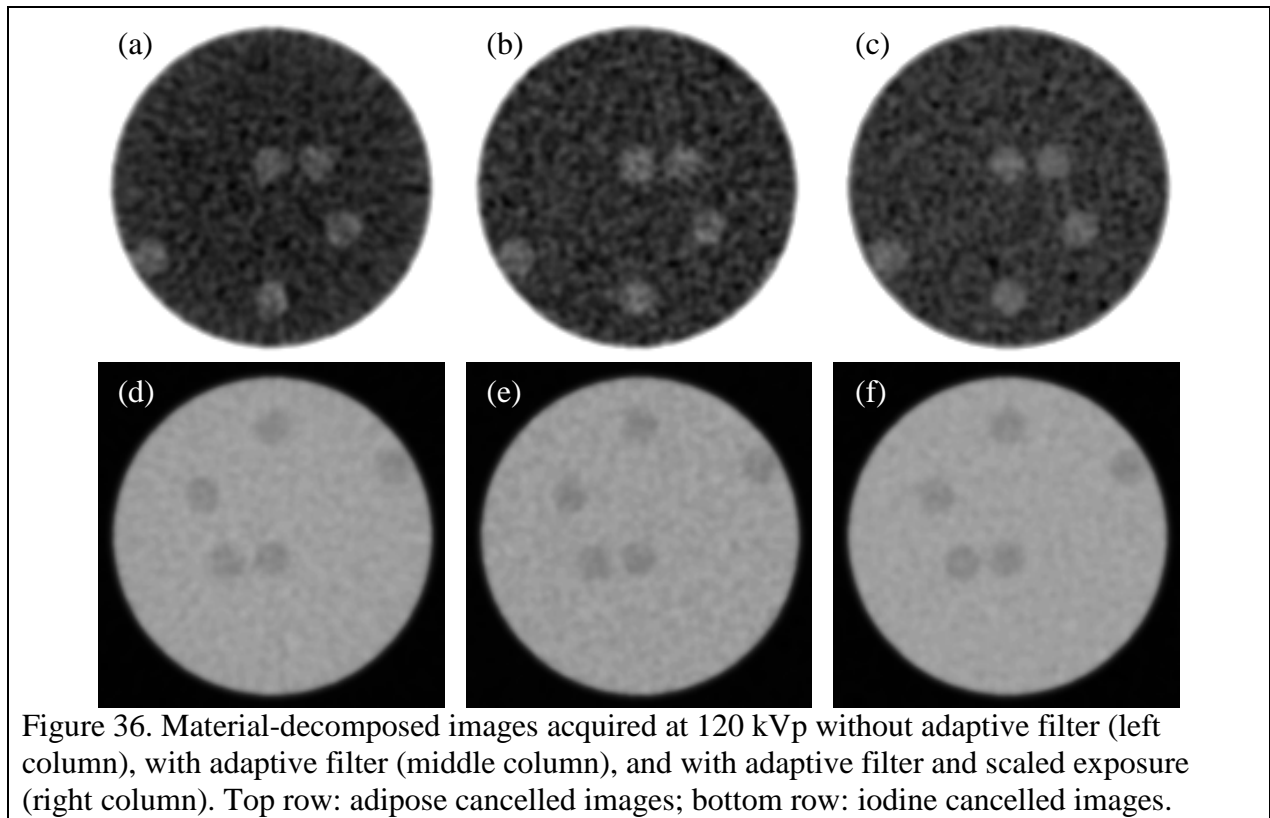 (a) (b) (c)
(d) (e) (f)
Figure 36. Material-decomposed images acquired at 120 kVp without adaptive filter (left
column), with adaptive filter (middle column), and with adaptive filter and scaled exposure
(right column). Top row: adipose cancelled images; bottom row: iodine cancelled images.